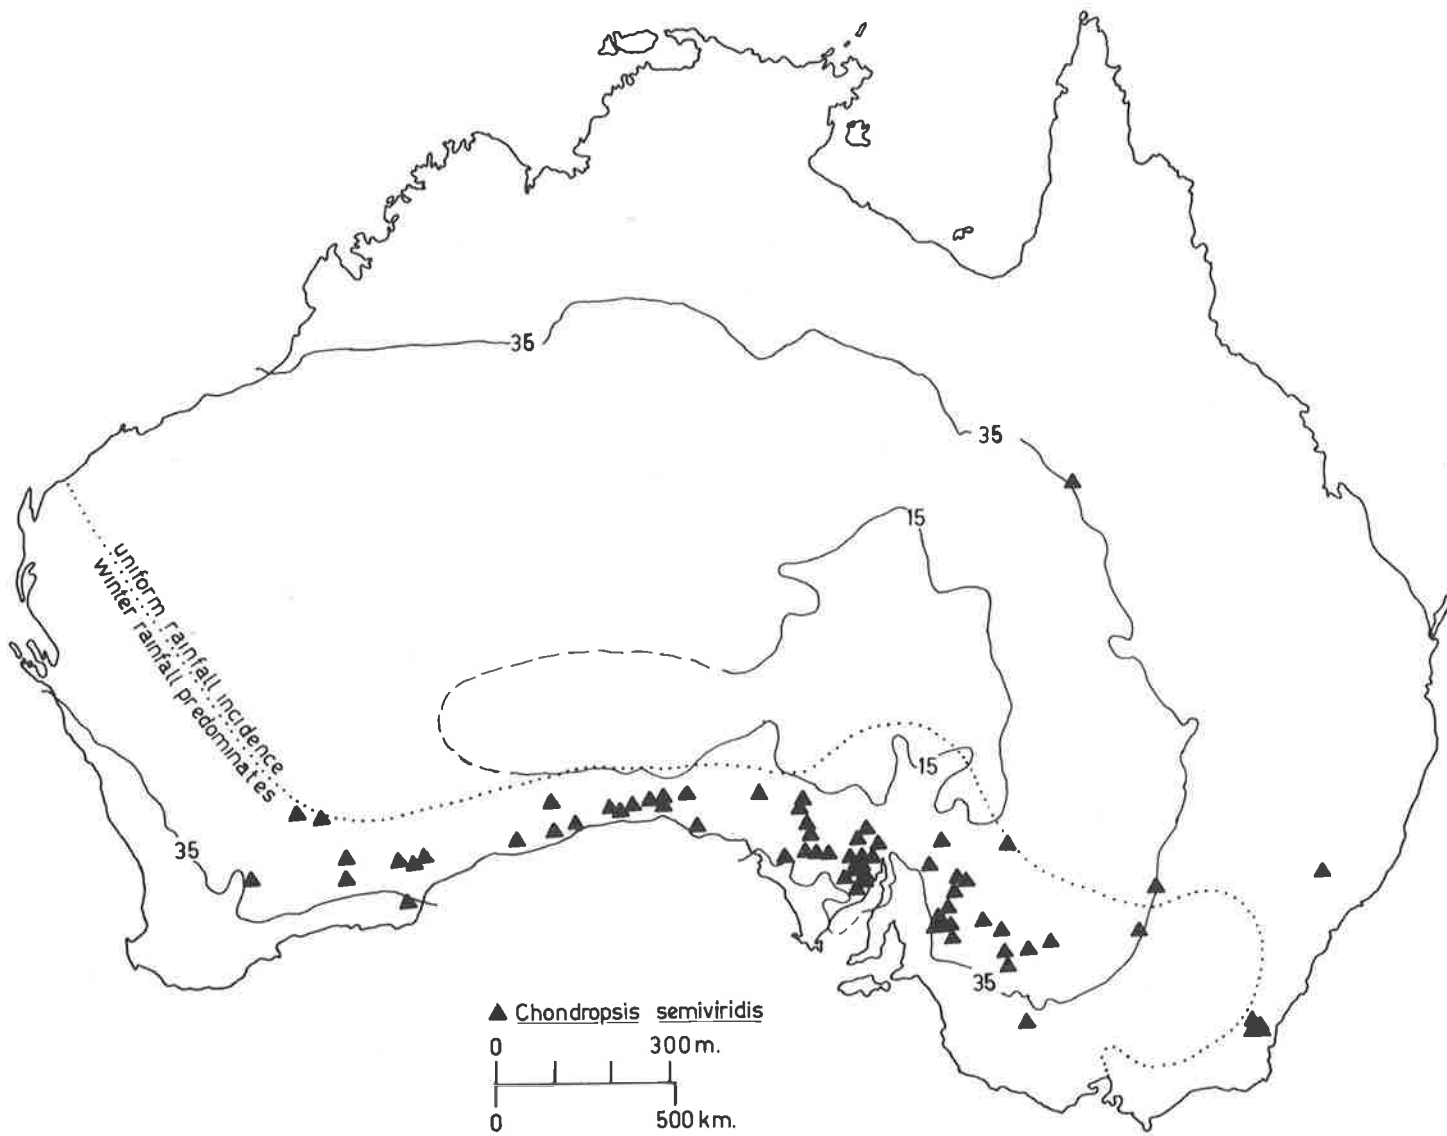 35
35
15
uniform rainfall incidence
winter rainfall predominates
15
35
35
▲ Chondropsis semiviridis
0 300 m.
0 500 km.